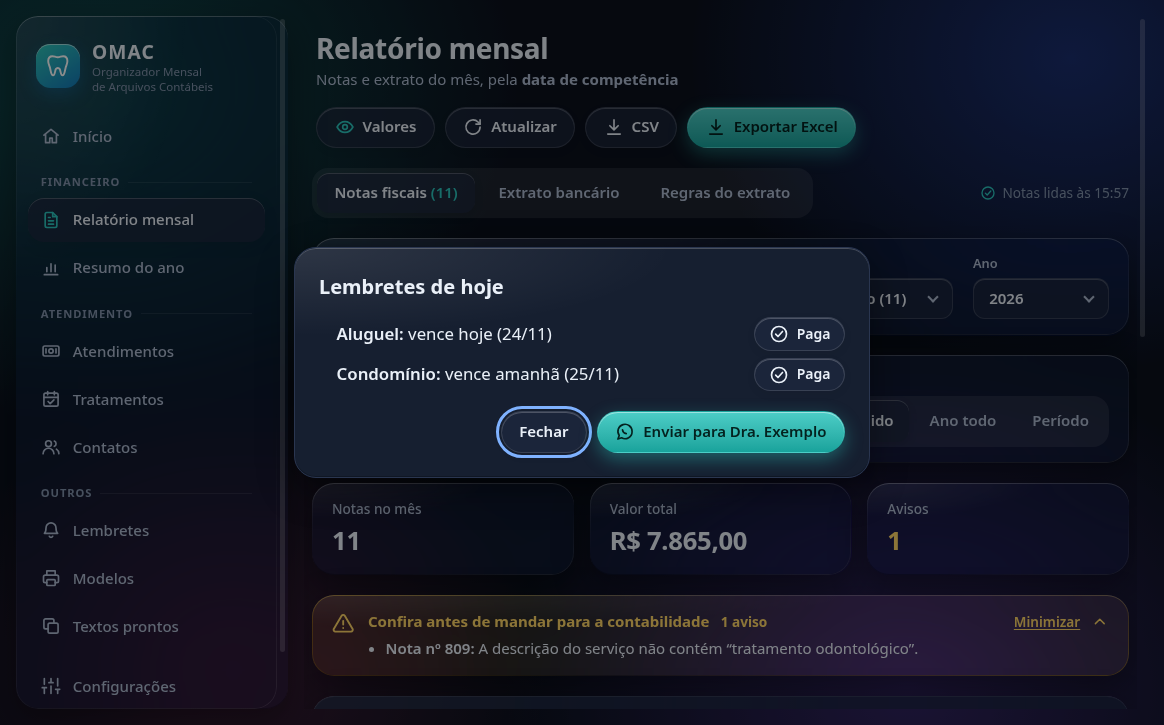 OMAC
Organizador Mensal
de Arquivos Contábeis
Início
FINANCEIRO
Relatório mensal
Resumo do ano
ATENDIMENTO
Atendimentos
Tratamentos
Contatos
OUTROS
Lembretes
Modelos
Textos prontos
Configurações
Relatório mensal
Notas e extrato do mês, pela data de competência
Valores
Atualizar
CSV
Exportar Excel
Notas fiscais (11)
Extrato bancário
Regras do extrato
Notas lidas às 15:57
Ano
o (11)
2026
Lembretes de hoje
Aluguel: vence hoje (24/11)
Paga
Condomínio: vence amanhã (25/11)
Paga
Fechar
Enviar para Dra. Exemplo
ido
Ano todo
Período
Notas no mês
11
Valor total
R$ 7.865,00
Avisos
1
Confira antes de mandar para a contabilidade 1 aviso
Minimizar
• Nota nº 809: A descrição do serviço não contém “tratamento odontológico”.